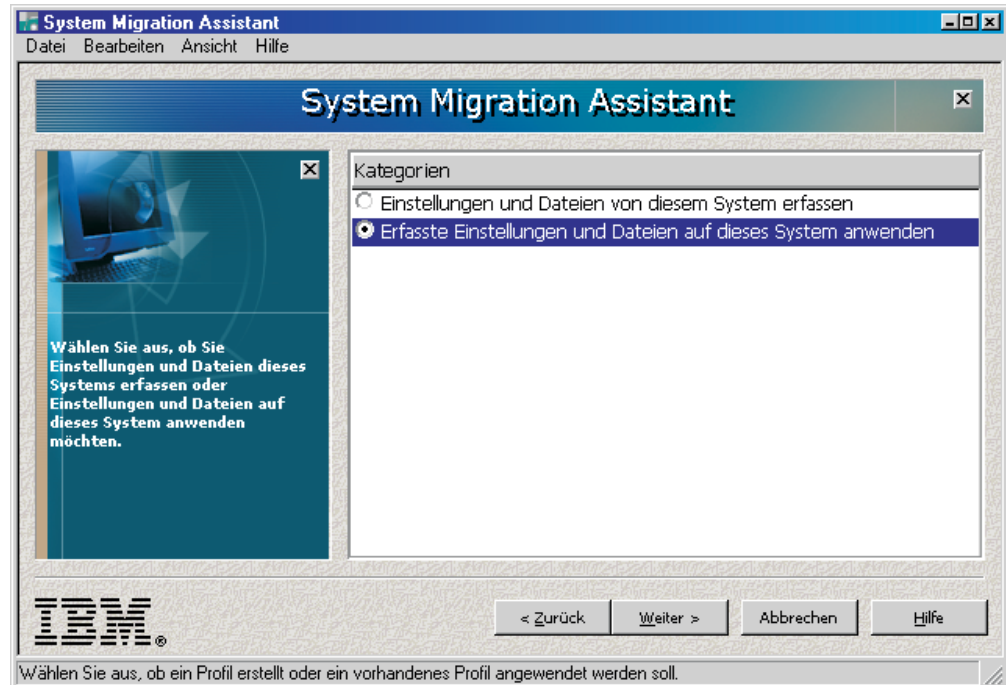 System Migration Assistant
Datei Bearbeiten Ansicht Hilfe
System Migration Assistant
Wählen Sie aus, ob Sie
Einstellungen und Dateien dieses
Systems erfassen oder
Einstellungen und Dateien auf
dieses System anwenden
möchten.
Kategorien
Einstellungen und Dateien von diesem System erfassen
Erfasste Einstellungen und Dateien auf dieses System anwenden
IBM®
< Zurück
Weiter >
Abbrechen
Hilfe
Wählen Sie aus, ob ein Profil erstellt oder ein vorhandenes Profil angewendet werden soll.